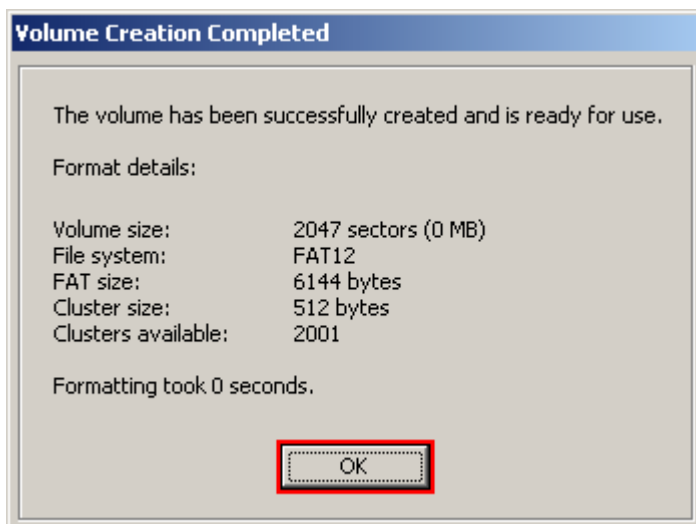 Volume Creation Completed
The volume has been successfully created and is ready for use.
Format details:
Volume size: 2047 sectors (0 MB)
File system: FAT12
FAT size: 6144 bytes
Cluster size: 512 bytes
Clusters available: 2001
Formatting took 0 seconds.
OK